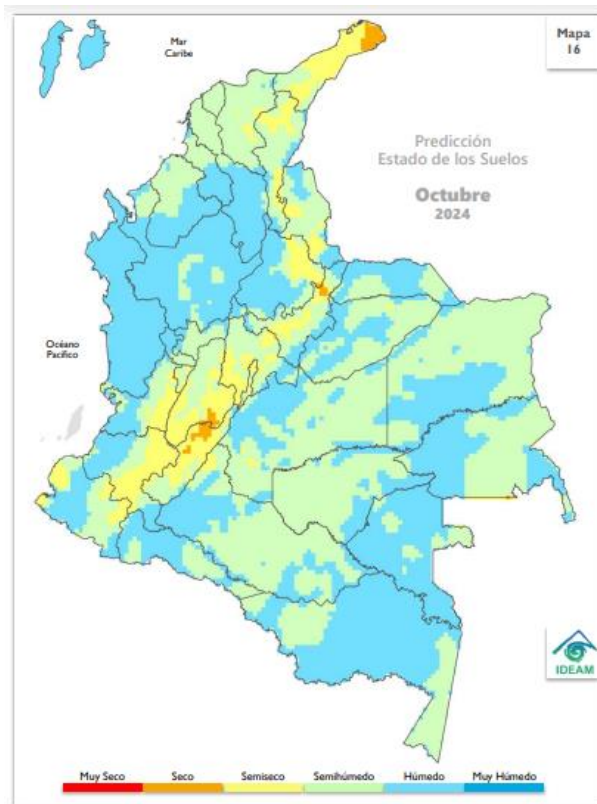 Mar
Caribe
Mapa
16
Predicción
Estado de los Suelos
Octubre
2024
Océano
Pacífico
IDEAM
Muy Seco
Seco
Semiseco
Semihúmedo
Húmedo
Muy Húmedo